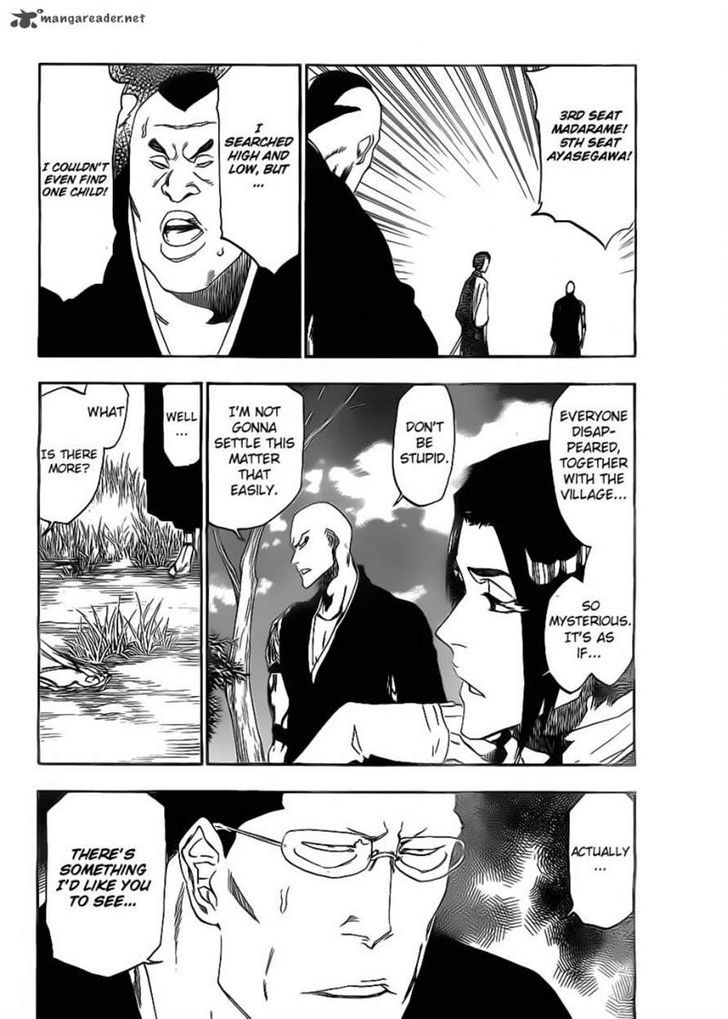 mangareader.net
3RD SEAT
MADARAME!
5TH SEAT
AYASEGAWA!
I
SEARCHED
HIGH AND
LOW, BUT
...
I COULDN'T
EVEN FIND
ONE CHILD!
EVERYONE
DISAP-
PEARED,
TOGETHER
WITH THE
VILLAGE...
SO
MYSTERIOUS.
IT'S AS
IF...
DON'T
BE
STUPID.
I'M NOT
GONNA
SETTLE THIS
MATTER
THAT
EASILY.
WELL
...
WHAT
IS THERE
MORE?
ACTUALLY
...
THERE'S
SOMETHING
I'D LIKE YOU
TO SEE...